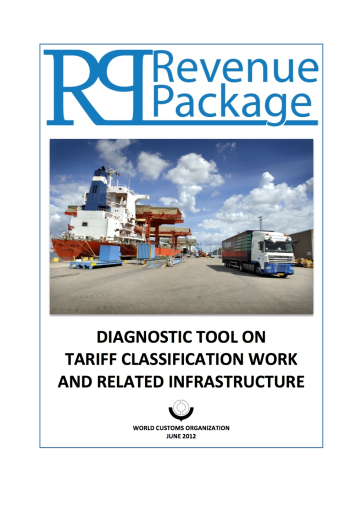 RP Revenue
Package
DIAGNOSTIC TOOL ON
TARIFF CLASSIFICATION WORK
AND RELATED INFRASTRUCTURE
WORLD CUSTOMS ORGANIZATION
JUNE 2012